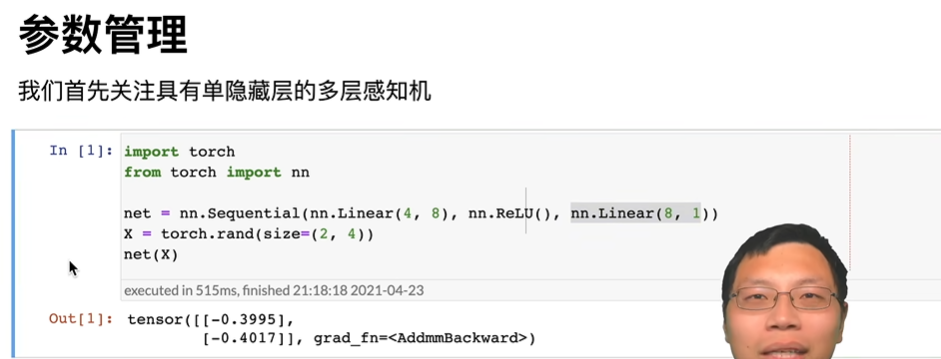 参数管理
我们首先关注具有单隐藏层的多层感知机
In [1]: import torch
from torch import nn
net = nn.Sequential(nn.Linear(4, 8), nn.ReLU(), nn.Linear(8, 1))
X = torch.rand(size=(2, 4))
net(X)
executed in 515ms, finished 21:18:18 2021-04-23
Out[1]: tensor([[-0.3995],
[-0.4017]], grad_fn=<AddmmBackward>)